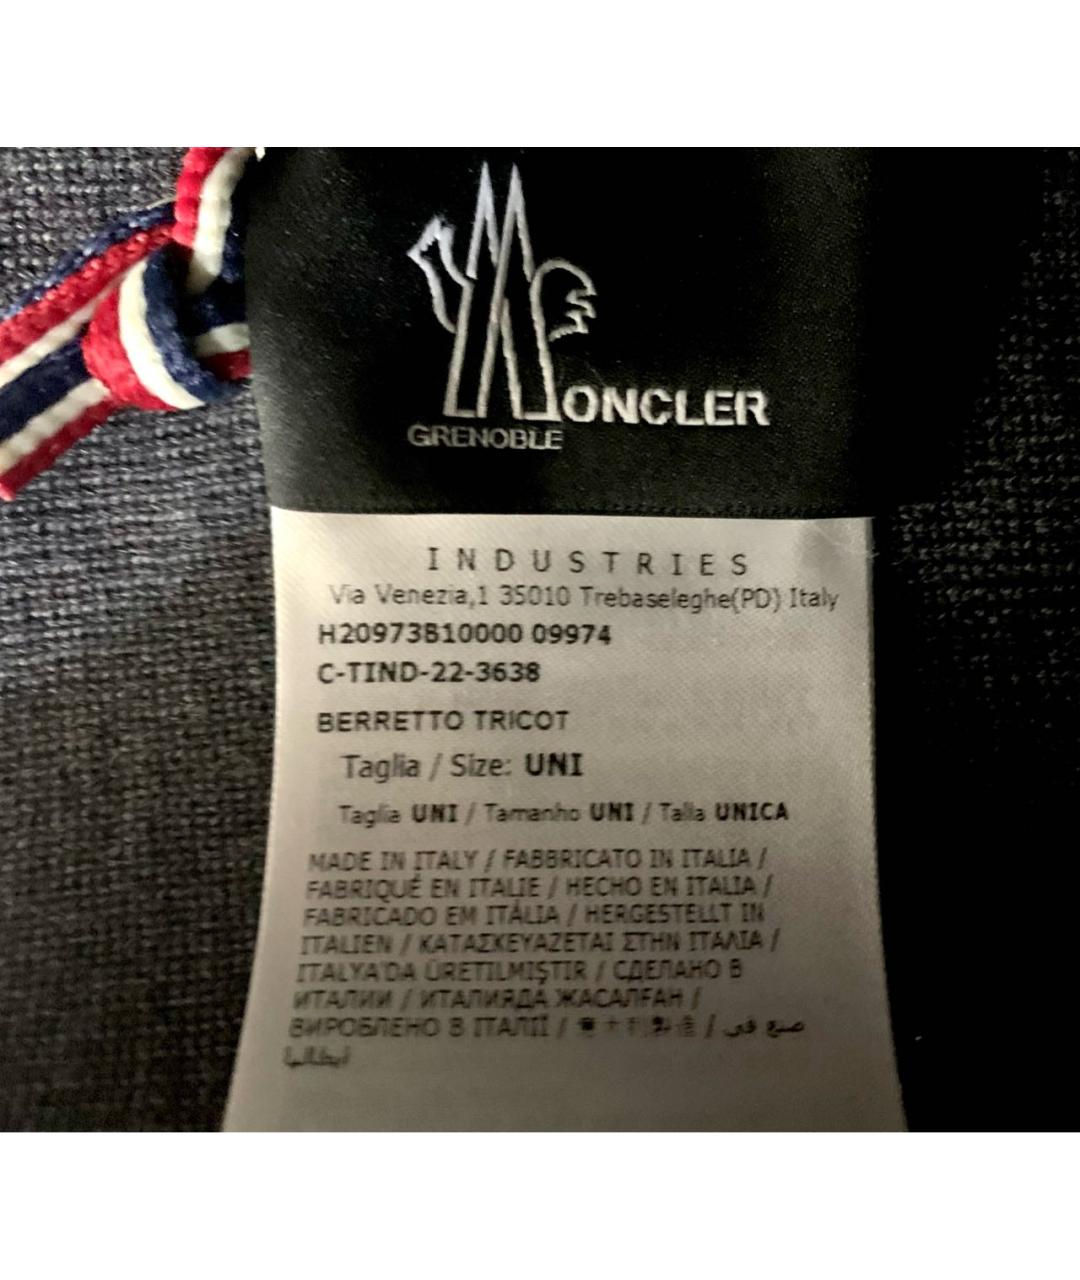 MONCLER
GRENOBLE
INDUSTRIES
Via Venezia,1 35010 Trebaseleghe(PD) Italy
H20973B10000 09974
C-TIND-22-3638
BERRETTO TRICOT
Taglia / Size: UNI
Taglia UNI / Tamanho UNI / Talla UNICA
MADE IN ITALY / FABBRICATO IN ITALIA /
FABRIQUÉ EN ITALIE / HECHO EN ITALIA /
FABRICADO EM ITÁLIA / HERGESTELLT IN
ITALIEN / ΚΑΤΑΣΚΕΥΑΖΕΤΑΙ ΣΤΗΝ ΙΤΑΛΙΑ /
ITALYA'DA ÜRETILMIŞTIR / СДЕЛАНО В
ИТАЛИИ / ИТАЛИЯДА ЖАСАЛҒАН /
ВИРОБЛЕНО В ІТАЛІЇ / / صنع في
إيطاليا